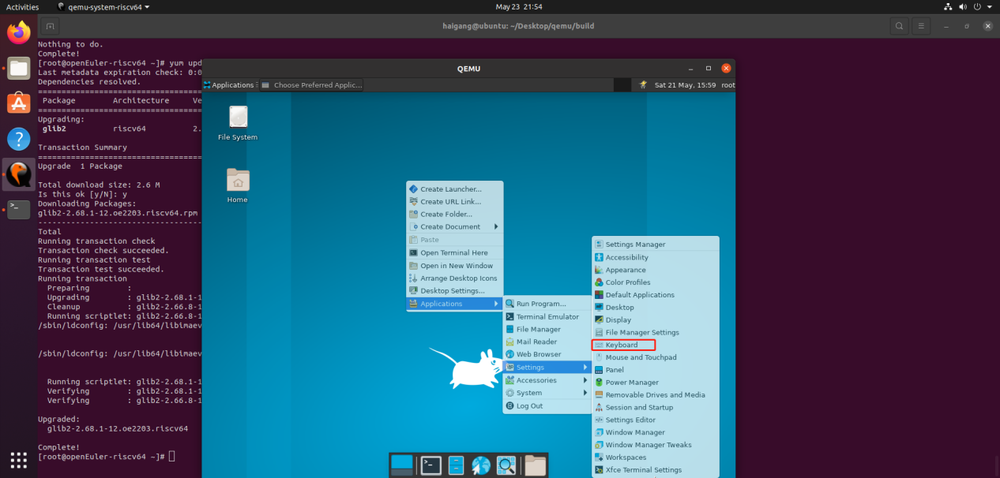 Activities
qemu-system-riscv64
May 23 21:54
haigang@ubuntu: ~/Desktop/qemu/build
Nothing to do.
Complete!
[root@openEuler-riscv64 ~]# yum upd
Last metadata expiration check: 0:0
Dependencies resolved.
================================
Package Architecture Ve
================================
Upgrading:
glib2 riscv64 2.
Transaction Summary
================================
Upgrade 1 Package
Total download size: 2.6 M
Is this ok [y/N]: y
Downloading Packages:
glib2-2.68.1-12.oe2203.riscv64.rpm
--------------------------------
Total
Running transaction check
Transaction check succeeded.
Running transaction test
Transaction test succeeded.
Running transaction
Preparing :
Upgrading : glib2-2.68.1-1
Cleanup : glib2-2.66.8-1
Running scriptlet: glib2-2.66.8-1
/sbin/ldconfig: /usr/lib64/libimaev
/sbin/ldconfig: /usr/lib64/libimaev
Running scriptlet: glib2-2.68.1-1
Verifying : glib2-2.68.1-1
Verifying : glib2-2.66.8-1
Upgraded:
glib2-2.68.1-12.oe2203.riscv64
Complete!
[root@openEuler-riscv64 ~]#
QEMU
Applications
Choose Preferred Applic...
Sat 21 May, 15:59
root
File System
Home
Create Launcher...
Create URL Link...
Create Folder...
Create Document
Paste
Open Terminal Here
Open in New Window
Arrange Desktop Icons
Desktop Settings...
Applications
Run Program...
Terminal Emulator
File Manager
Mail Reader
Web Browser
Settings
Accessories
System
Log Out
Settings Manager
Accessibility
Appearance
Color Profiles
Default Applications
Desktop
Display
File Manager Settings
Keyboard
Mouse and Touchpad
Panel
Power Manager
Removable Drives and Media
Session and Startup
Settings Editor
Window Manager
Window Manager Tweaks
Workspaces
Xfce Terminal Settings